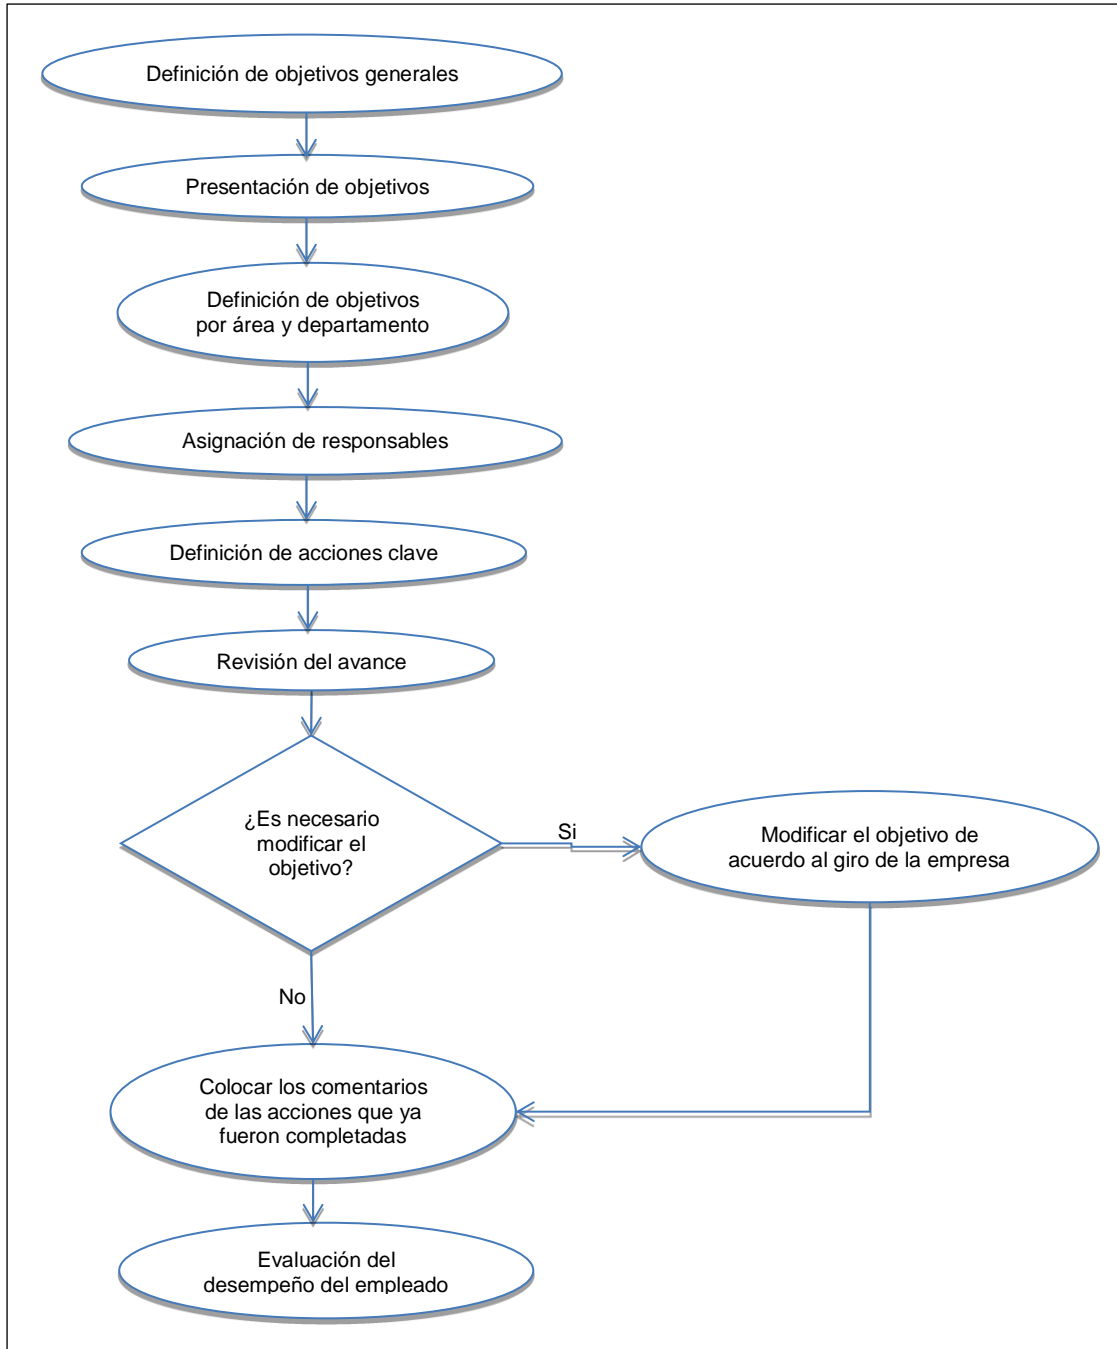 Definición de objetivos generales
Presentación de objetivos
Definición de objetivos
por área y departamento
Asignación de responsables
Definición de acciones clave
Revisión del avance
¿Es necesario
modificar el
objetivo?
Si
Modificar el objetivo de
acuerdo al giro de la empresa
No
Colocar los comentarios
de las acciones que ya
fueron completadas
Evaluación del
desempeño del empleado